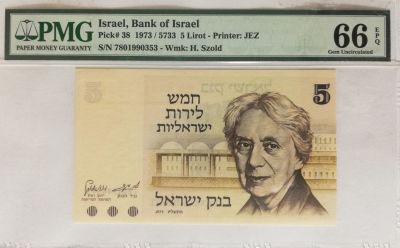 PMG
PAPER MONEY GUARANTY
Israel, Bank of Israel
Pick# 38 1973 / 5733 5 Lirot - Printer: JEZ
S/N 7801990353 - Wmk: H. Szold
66 EPQ
Gem Uncirculated
5
חמש
לירות
ישראליות
5
בנק ישראל